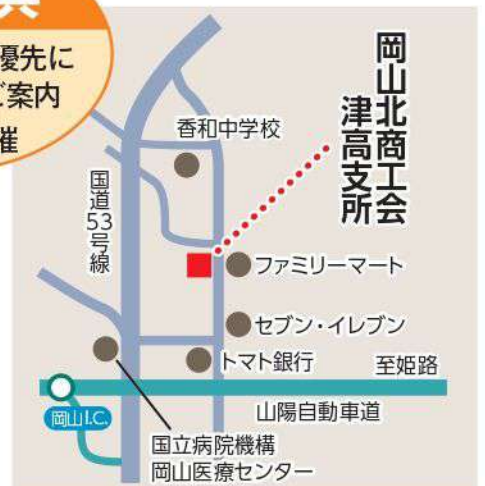 優先に
ご案内
催
岡山北商工会
津高支所
香和中学校
国道53号線
ファミリーマート
セブン・イレブン
トマト銀行
至姫路
岡山I.C.
山陽自動車道
国立病院機構
岡山医療センター